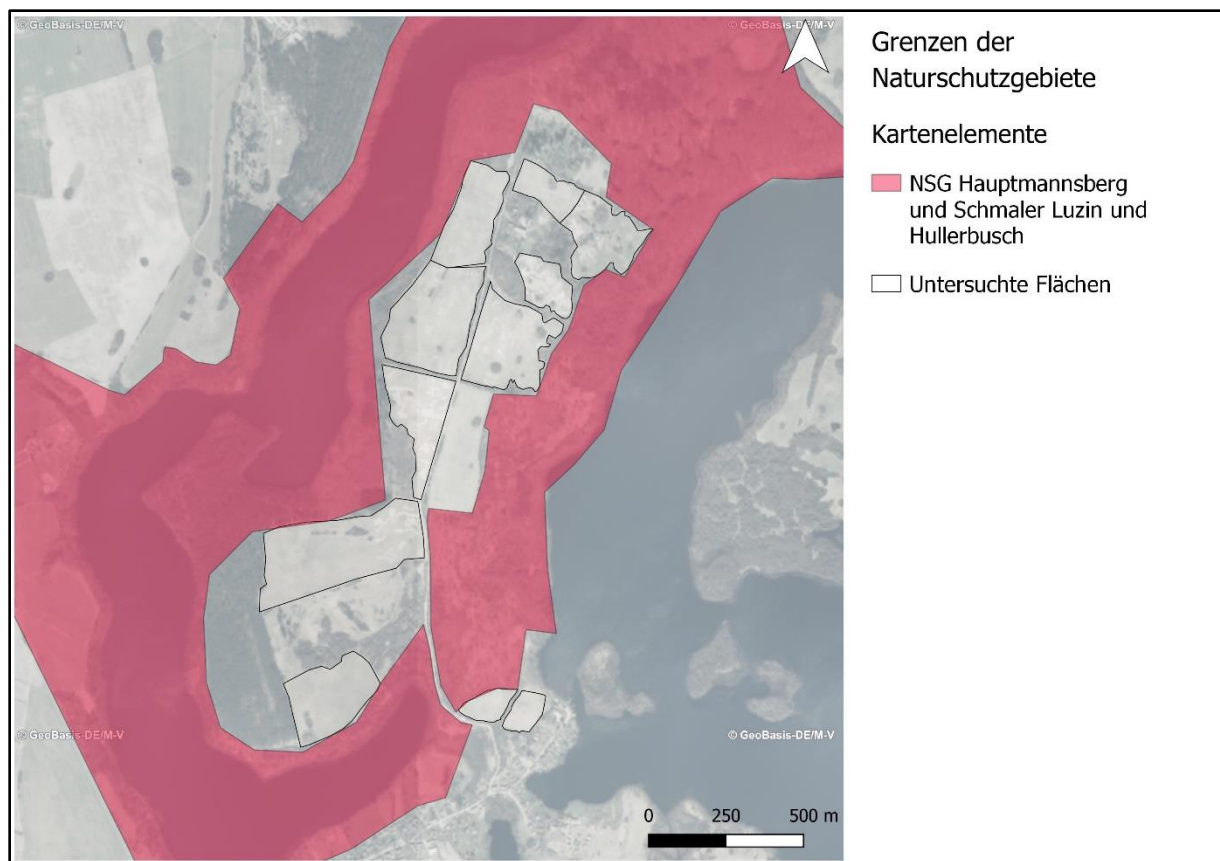 © GeoBasis-DE/M-V
© GeoBasis-DE/M-V
Grenzen der
Naturschutzgebiete
Kartenelemente
NSG Hauptmannsberg
und Schmaler Luzin und
Hullerbusch
Untersuchte Flächen
© GeoBasis-DE/M-V
© GeoBasis-DE/M-V
0 250 500 m